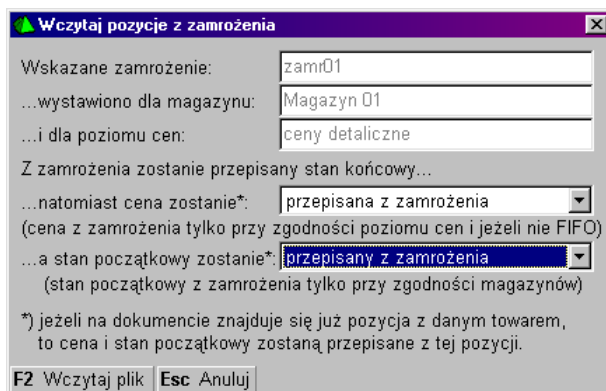 Wczytaj pozycje z zamrożenia
Wskazane zamrożenie: zamr01
...wystawiono dla magazynu: Magazyn 01
...i dla poziomu cen: ceny detaliczne
Z zamrożenia zostanie przepisany stan końcowy...
...natomiast cena zostanie*: przepisana z zamrożenia
(cena z zamrożenia tylko przy zgodności poziomu cen i jeżeli nie FIFO)
...a stan początkowy zostanie*: przepisany z zamrożenia
(stan początkowy z zamrożenia tylko przy zgodności magazynów)
*) jeżeli na dokumencie znajduje się już pozycja z danym towarem,
to cena i stan początkowy zostaną przepisane z tej pozycji.
F2 Wczytaj plik Esc Anuluj